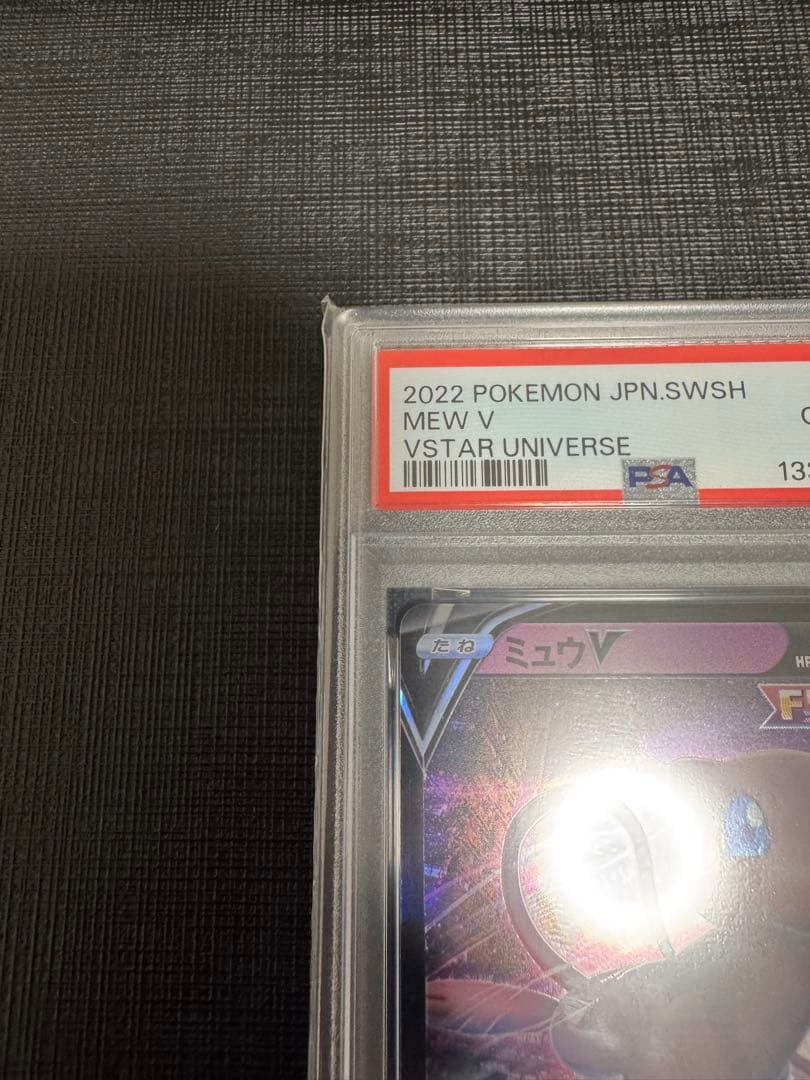 2022 POKEMON JPN.SWSH
MEW V
VSTAR UNIVERSE
PSA
たね ミュウV